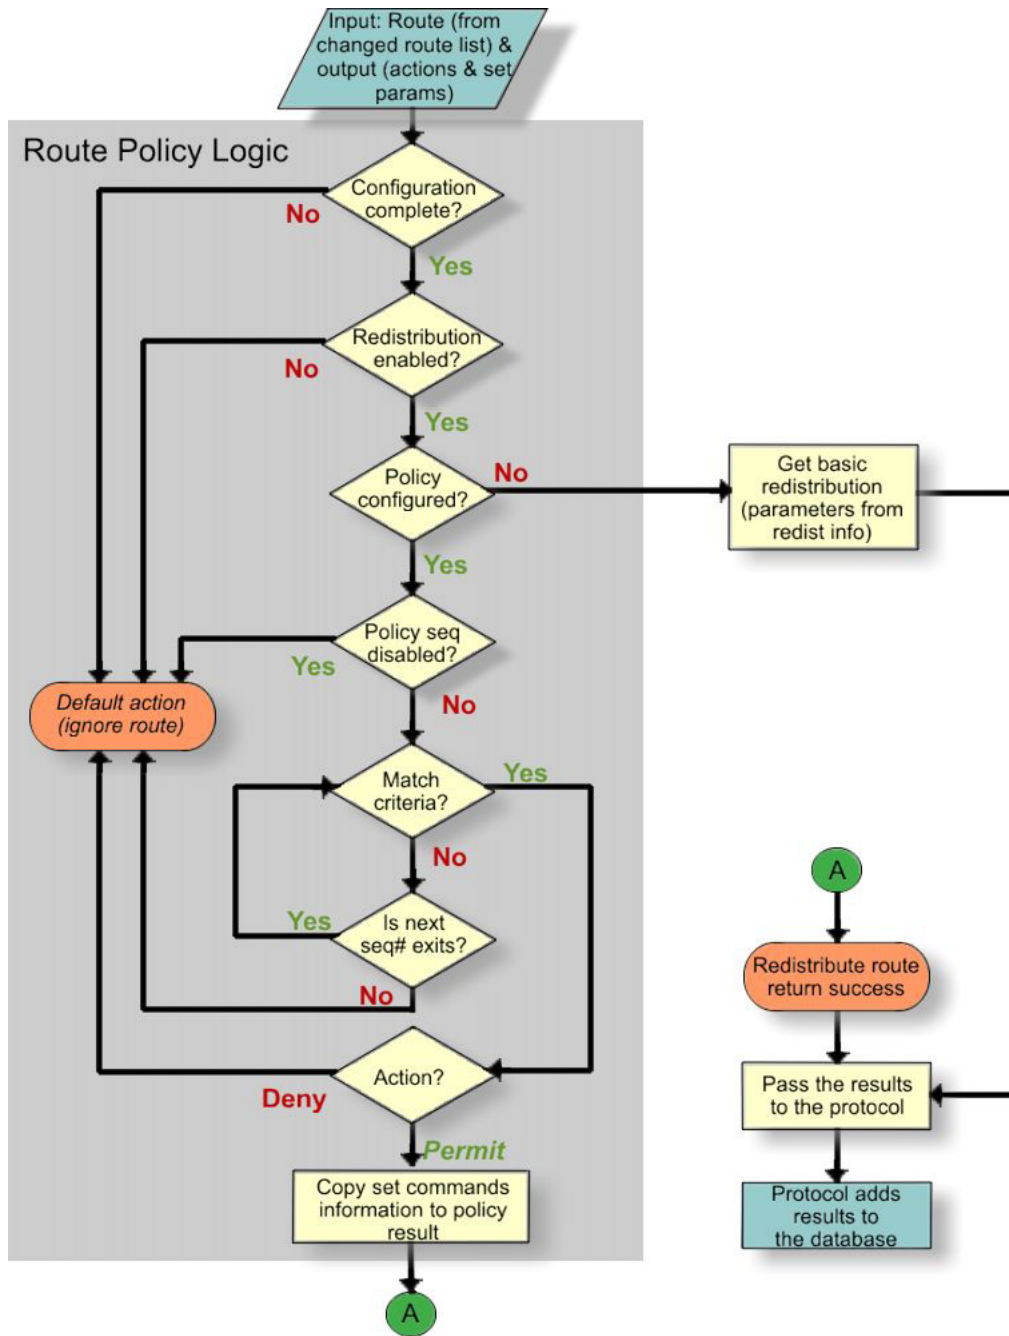 Input: Route (from
changed route list) &
output (actions & set
params)
Route Policy Logic
Configuration
complete?
No
Yes
Redistribution
enabled?
No
Yes
Policy
configured?
No
Get basic
redistribution
(parameters from
redist info)
Yes
Policy seq
disabled?
Yes
No
Default action
(ignore route)
Match
criteria?
Yes
No
Is next
seq# exits?
Yes
No
Action?
Deny
Permit
Copy set commands
information to policy
result
A
A
Redistribute route
return success
Pass the results
to the protocol
Protocol adds
results to
the database